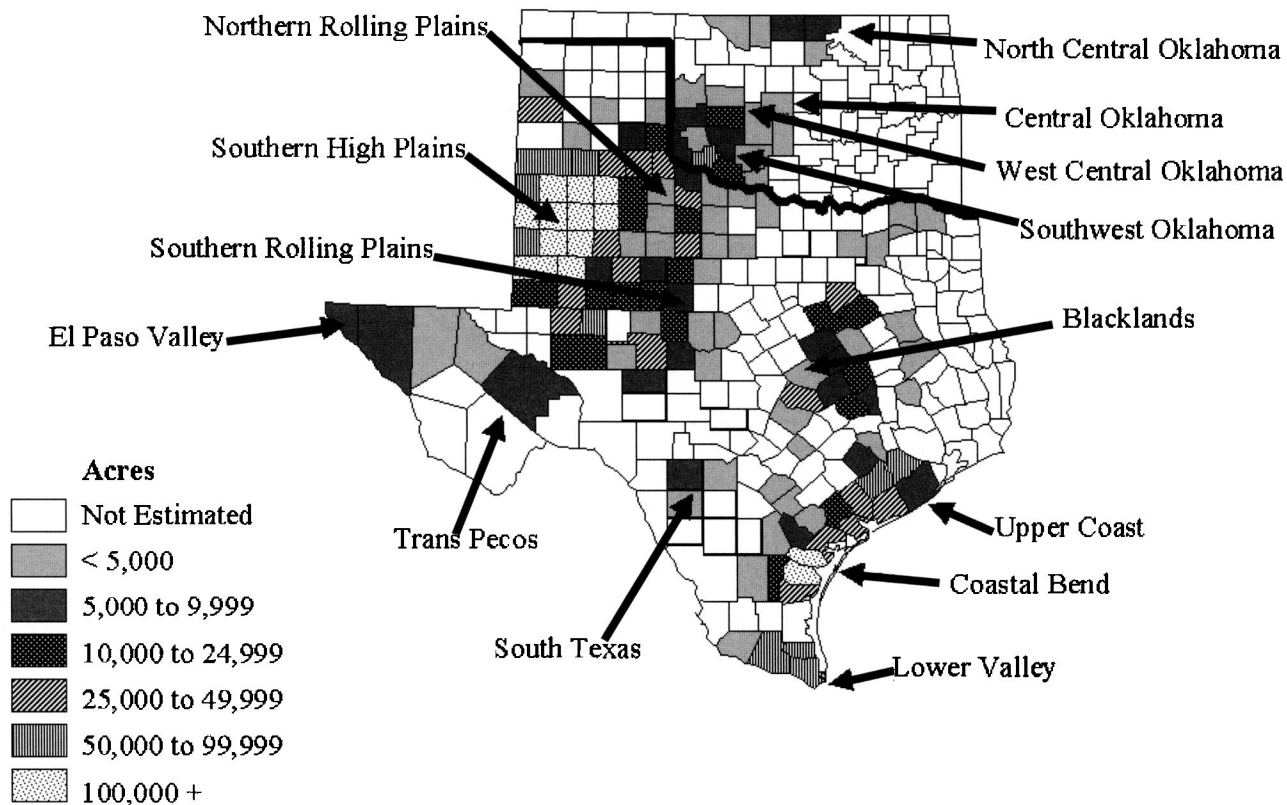 Northern Rolling Plains
North Central Oklahoma
Central Oklahoma
Southern High Plains
West Central Oklahoma
Southwest Oklahoma
Southern Rolling Plains
Blacklands
El Paso Valley
Acres
Not Estimated
< 5,000
5,000 to 9,999
10,000 to 24,999
25,000 to 49,999
50,000 to 99,999
100,000 +
Trans Pecos
Upper Coast
Coastal Bend
South Texas
Lower Valley